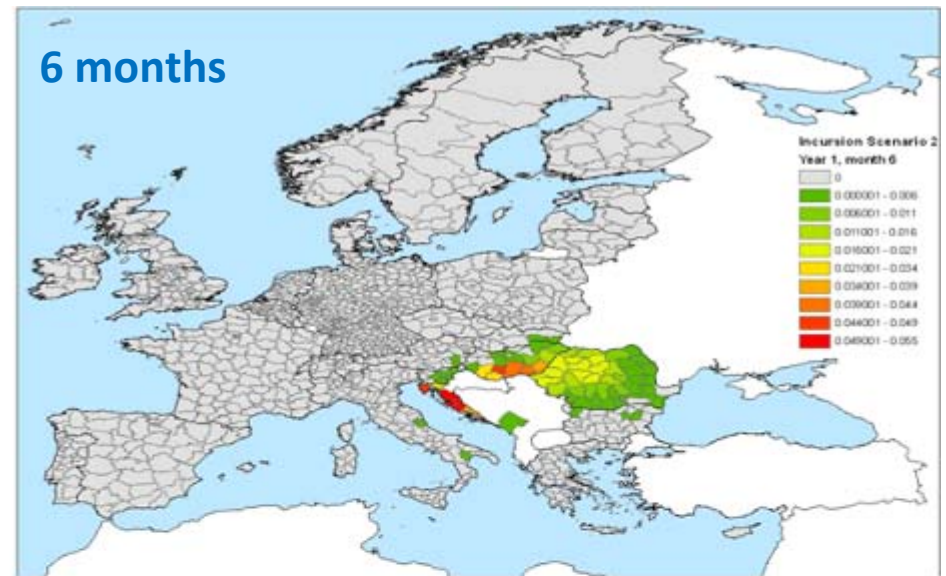 6 months
Incursion Scenario 2
Year 1, month 6
0
0.000001 - 0.006
0.006001 - 0.011
0.011001 - 0.016
0.016001 - 0.021
0.021001 - 0.034
0.034001 - 0.039
0.039001 - 0.044
0.044001 - 0.049
0.049001 - 0.055